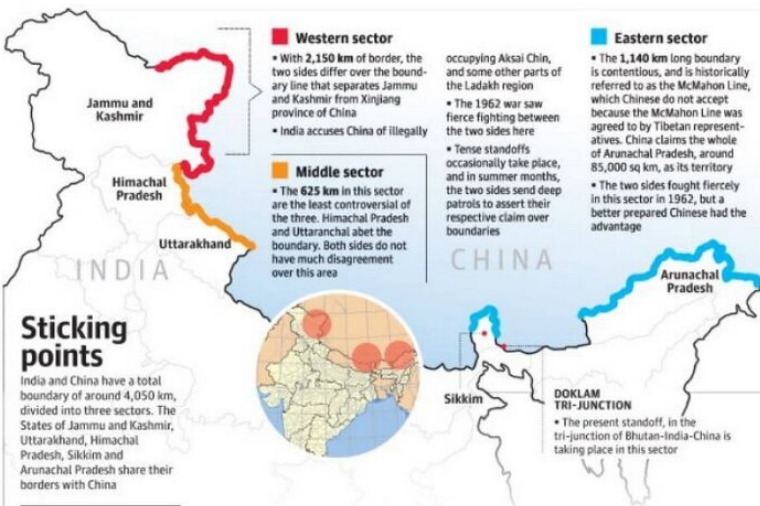 Western sector
▪ With 2,150 km of border, the
two sides differ over the bound-
ary line that separates Jammu
and Kashmir from Xinjiang
province of China
▪ India accuses China of illegally
occupying Aksai Chin,
and some other parts of
the Ladakh region
▪ The 1962 war saw
fierce fighting between
the two sides here
▪ Tense standoffs
occasionally take place,
and in summer months,
the two sides send deep
patrols to assert their
respective claim over
boundaries
Middle sector
▪ The 625 km in this sector
are the least controversial of
the three. Himachal Pradesh
and Uttaranchal abet the
boundary. Both sides do not
have much disagreement
over this area
Eastern sector
▪ The 1,140 km long boundary
is contentious, and is historically
referred to as the McMahon Line,
which Chinese do not accept
because the McMahon Line was
agreed to by Tibetan represent-
atives. China claims the whole
of Arunachal Pradesh, around
85,000 sq km, as its territory
▪ The two sides fought fiercely
in this sector in 1962, but a
better prepared Chinese had the
advantage
Jammu and
Kashmir
Himachal
Pradesh
Uttarakhand
INDIA
CHINA
Arunachal
Pradesh
Sikkim
Sticking
points
India and China have a total
boundary of around 4,050 km,
divided into three sectors. The
States of Jammu and Kashmir,
Uttarakhand, Himachal
Pradesh, Sikkim and
Arunachal Pradesh share their
borders with China
DOKLAM
TRI-JUNCTION
▪ The present standoff, in the
tri-junction of Bhutan-India-China is
taking place in this sector